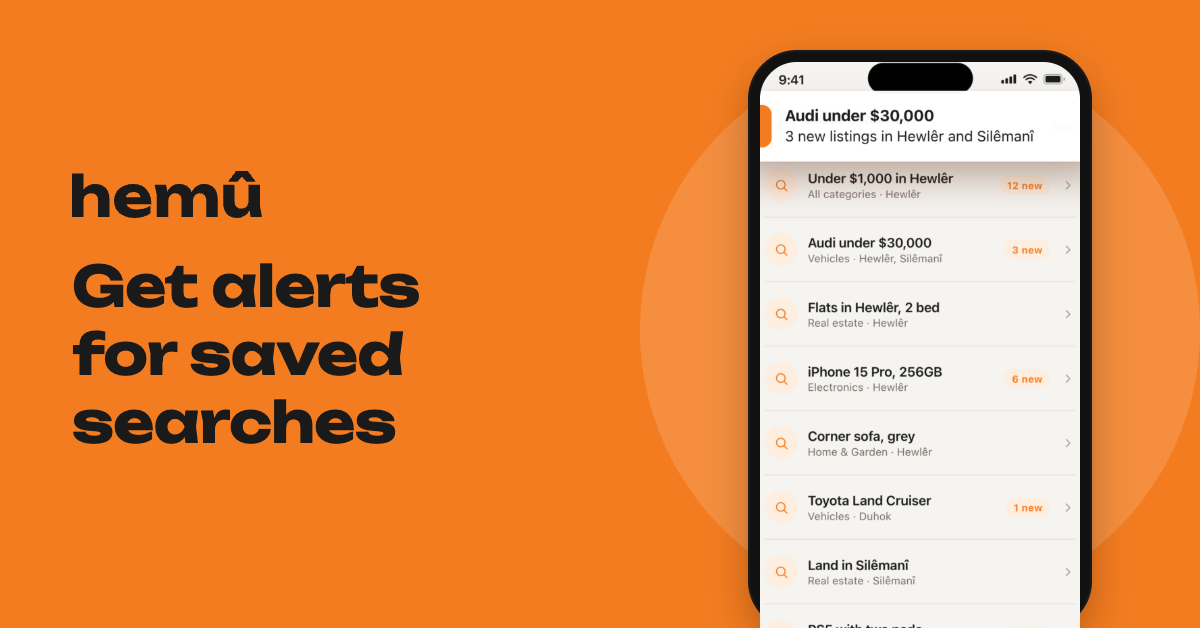 hemû
Get alerts
for saved
searches
9:41
Audi under $30,000
3 new listings in Hewlêr and Silêmanî
Under $1,000 in Hewlêr
All categories · Hewlêr
12 new
Audi under $30,000
Vehicles · Hewlêr, Silêmanî
3 new
Flats in Hewlêr, 2 bed
Real estate · Hewlêr
iPhone 15 Pro, 256GB
Electronics · Hewlêr
6 new
Corner sofa, grey
Home & Garden · Hewlêr
Toyota Land Cruiser
Vehicles · Duhok
1 new
Land in Silêmanî
Real estate · Silêmanî